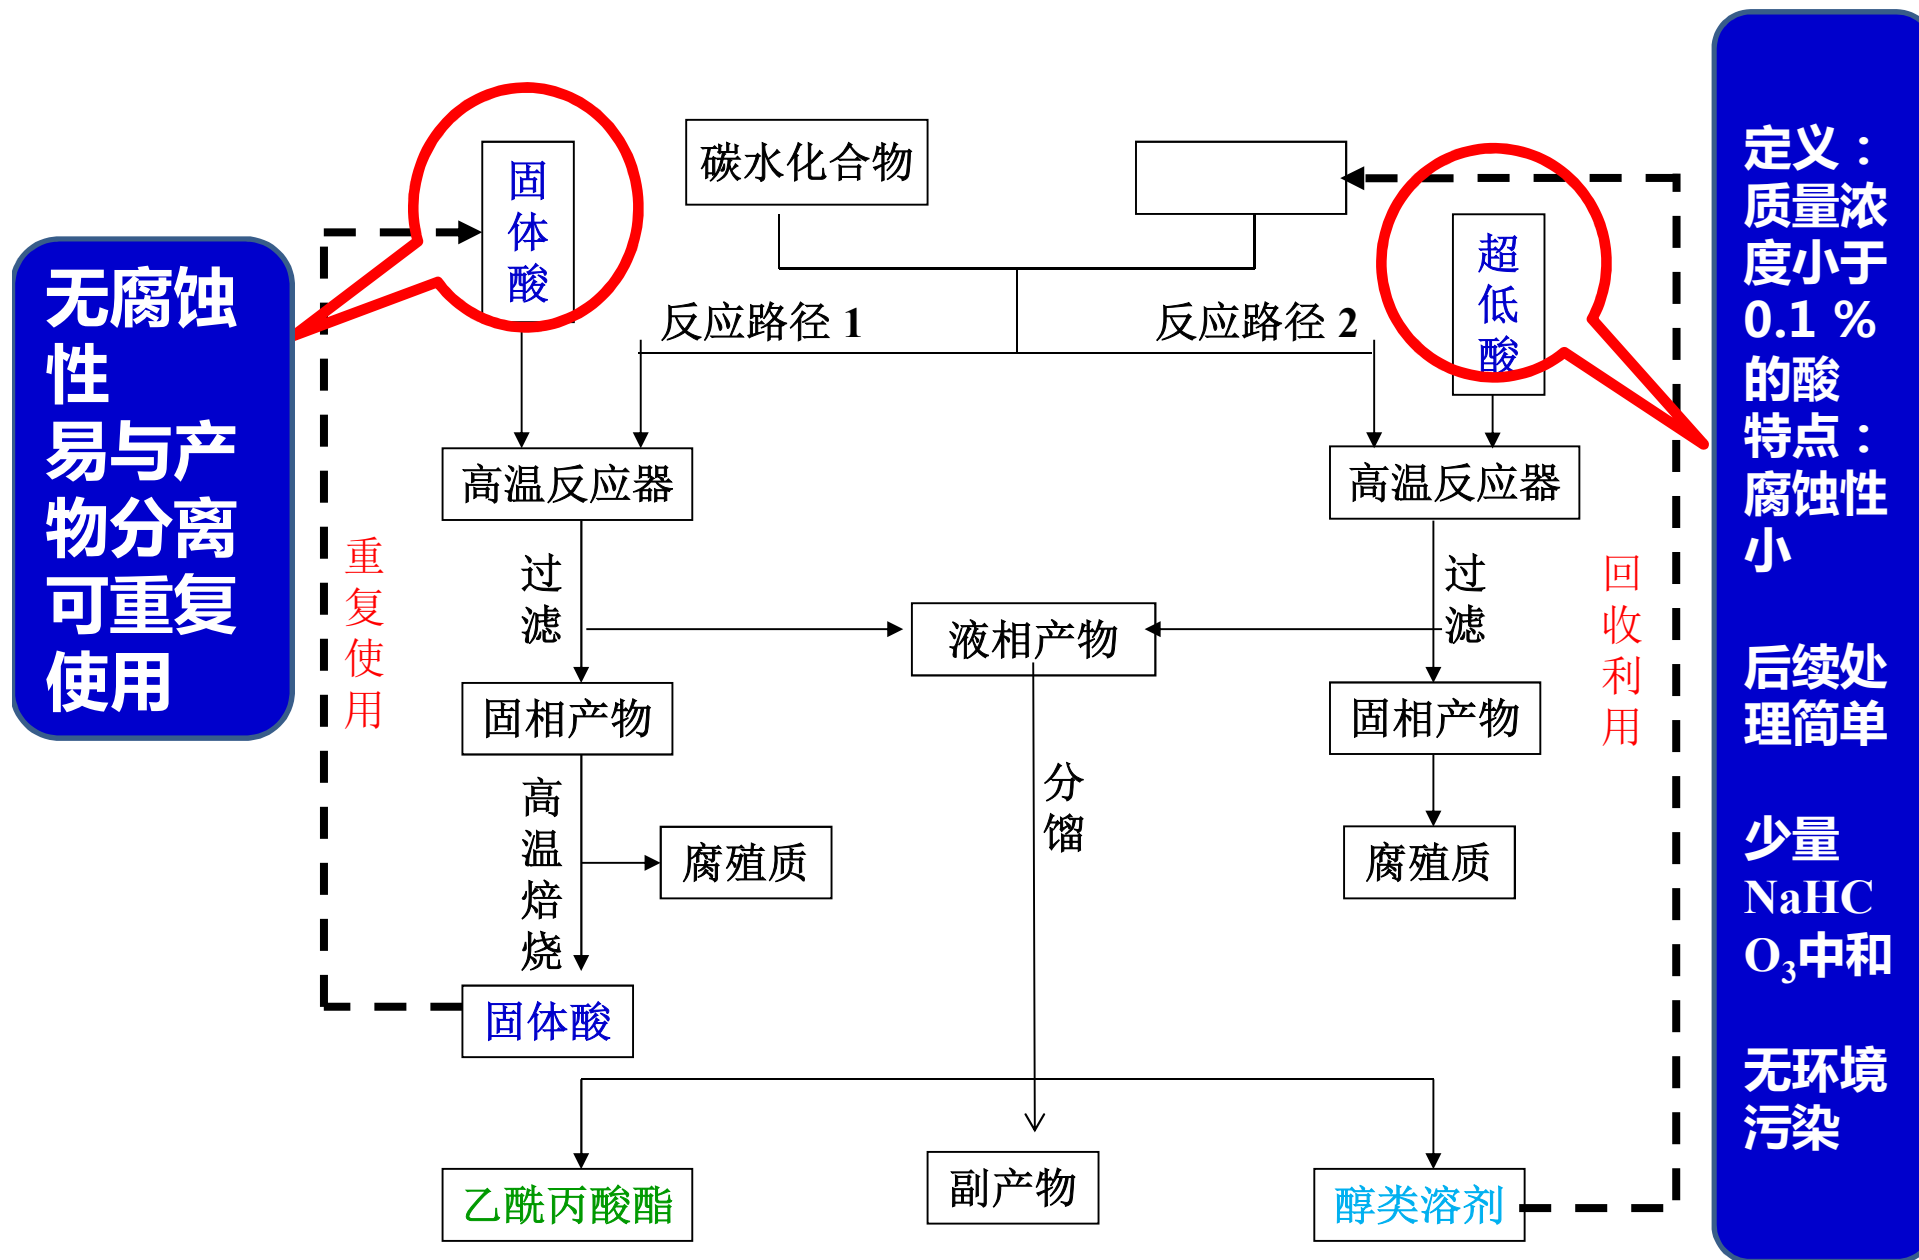 碳水化合物
固
体
酸
超
低
酸
反应路径 1
反应路径 2
高温反应器
高温反应器
过
滤
过
滤
液相产物
固相产物
固相产物
高
温
焙
烧
分
馏
腐殖质
腐殖质
固体酸
乙酰丙酸酯
副产物
醇类溶剂
重
复
使
用
回
收
利
用
无腐蚀
性
易与产
物分离
可重复
使用
定义：
质量浓
度小于
0.1 %
的酸
特点：
腐蚀性
小
后续处
理简单
少量
NaHC
O₃中和
无环境
污染